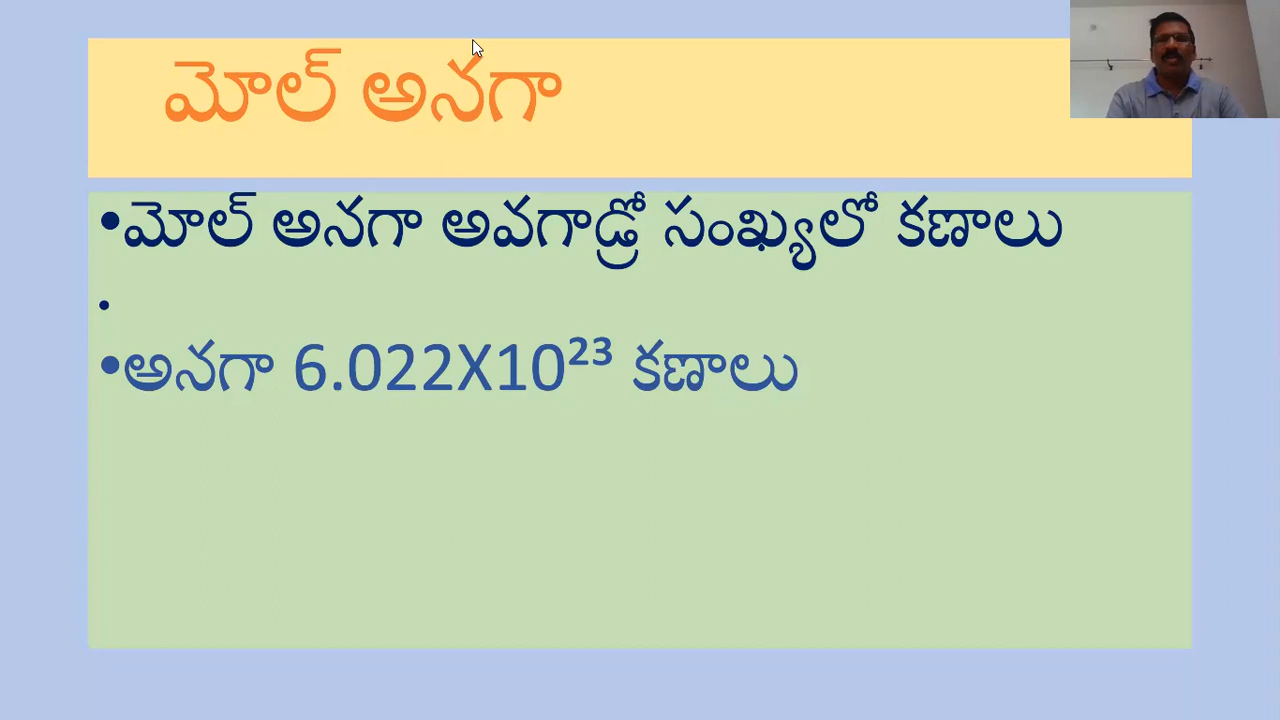 మోల్ అనగా
•మోల్ అనగా అవగాడ్రో సంఖ్యలో కణాలు
•
•అనగా 6.022X10²³ కణాలు